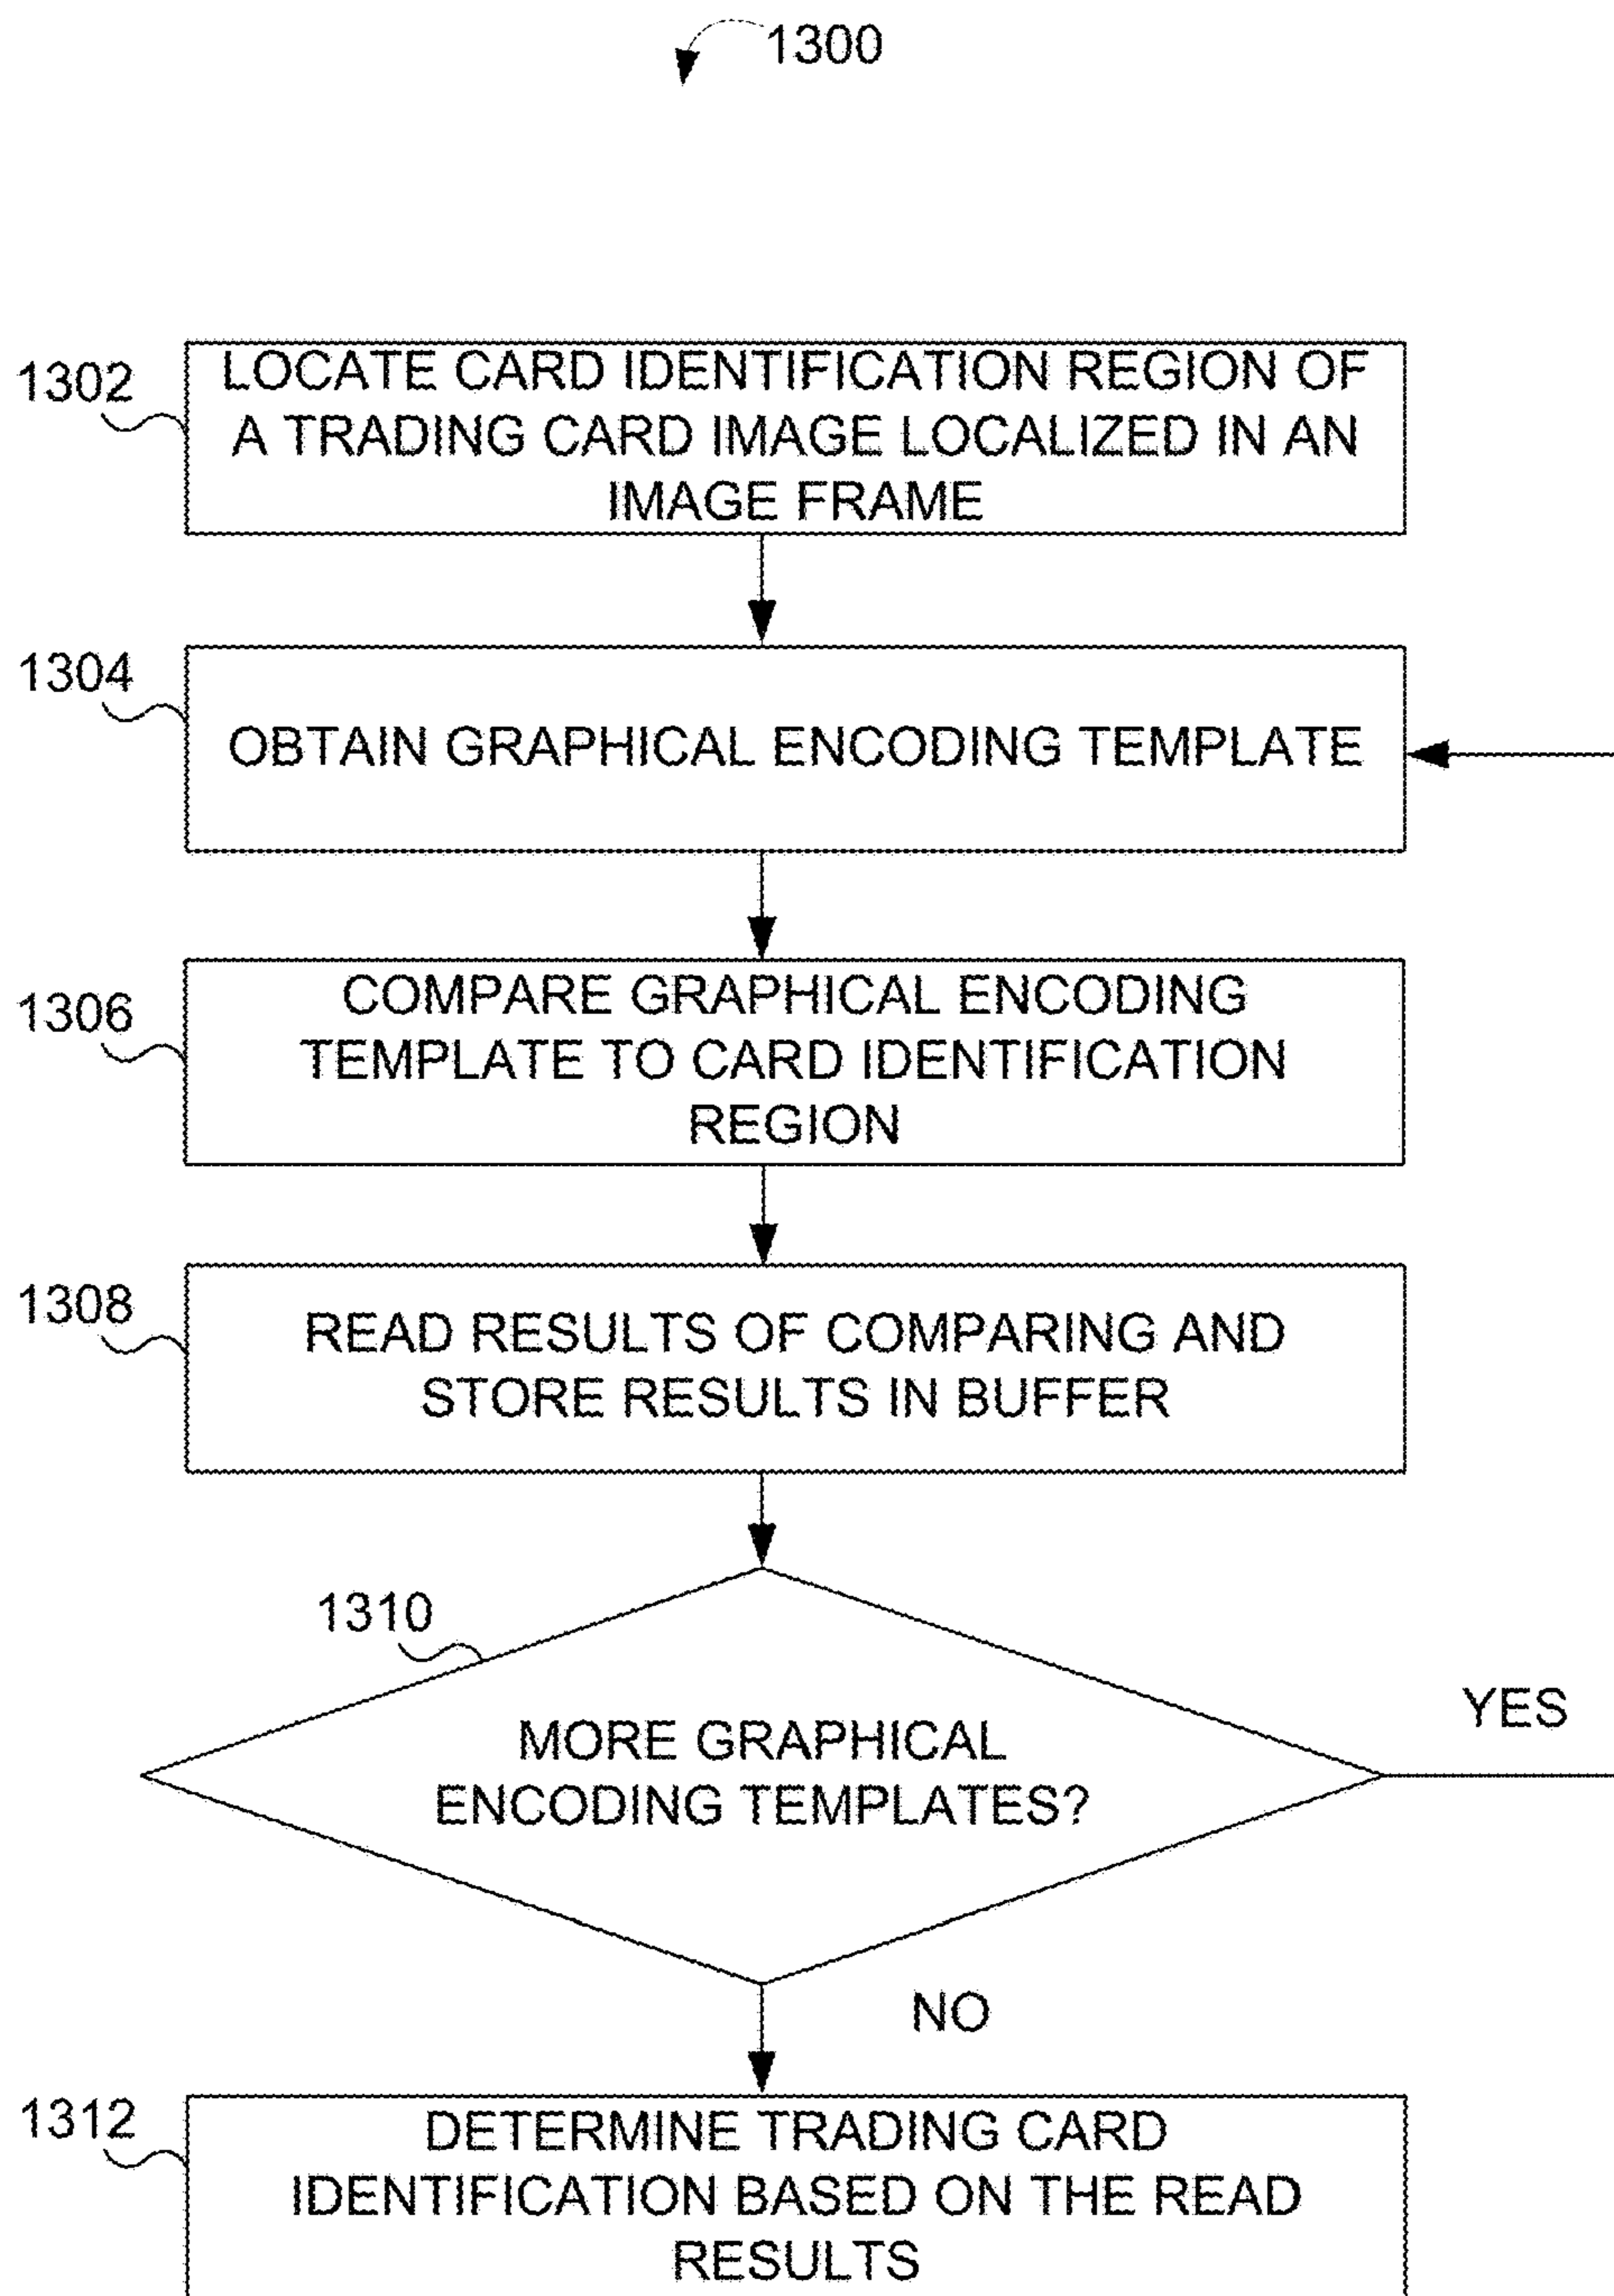 1300
1302
LOCATE CARD IDENTIFICATION REGION OF
A TRADING CARD IMAGE LOCALIZED IN AN
IMAGE FRAME
1304
OBTAIN GRAPHICAL ENCODING TEMPLATE
1306
COMPARE GRAPHICAL ENCODING
TEMPLATE TO CARD IDENTIFICATION
REGION
1308
READ RESULTS OF COMPARING AND
STORE RESULTS IN BUFFER
1310
MORE GRAPHICAL
ENCODING TEMPLATES?
YES
NO
1312
DETERMINE TRADING CARD
IDENTIFICATION BASED ON THE READ
RESULTS